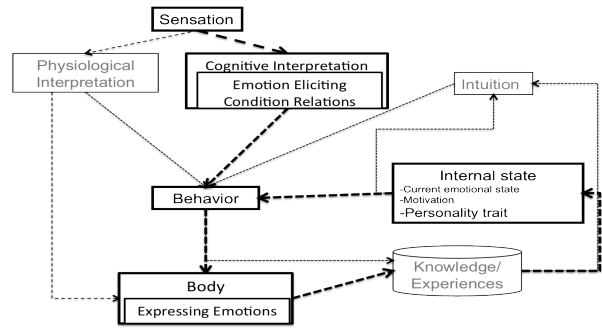 Sensation
Physiological
Interpretation
Cognitive Interpretation
Emotion Eliciting
Condition Relations
Intuition
Internal state
-Current emotional state
-Motivation
-Personality trait
Behavior
Body
Expressing Emotions
Knowledge/
Experiences